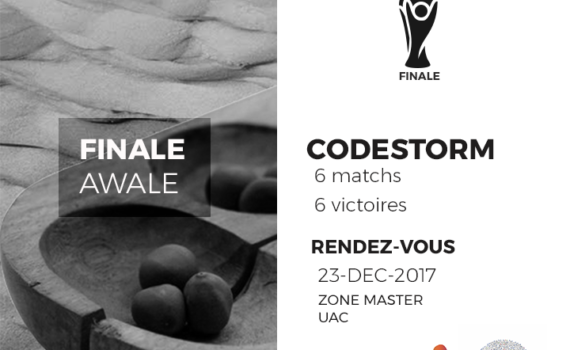 FINALE
AWALE
FINALE
CODESTORM
6 matchs
6 victoires
RENDEZ-VOUS
23-DEC-2017
ZONE MASTER
UAC